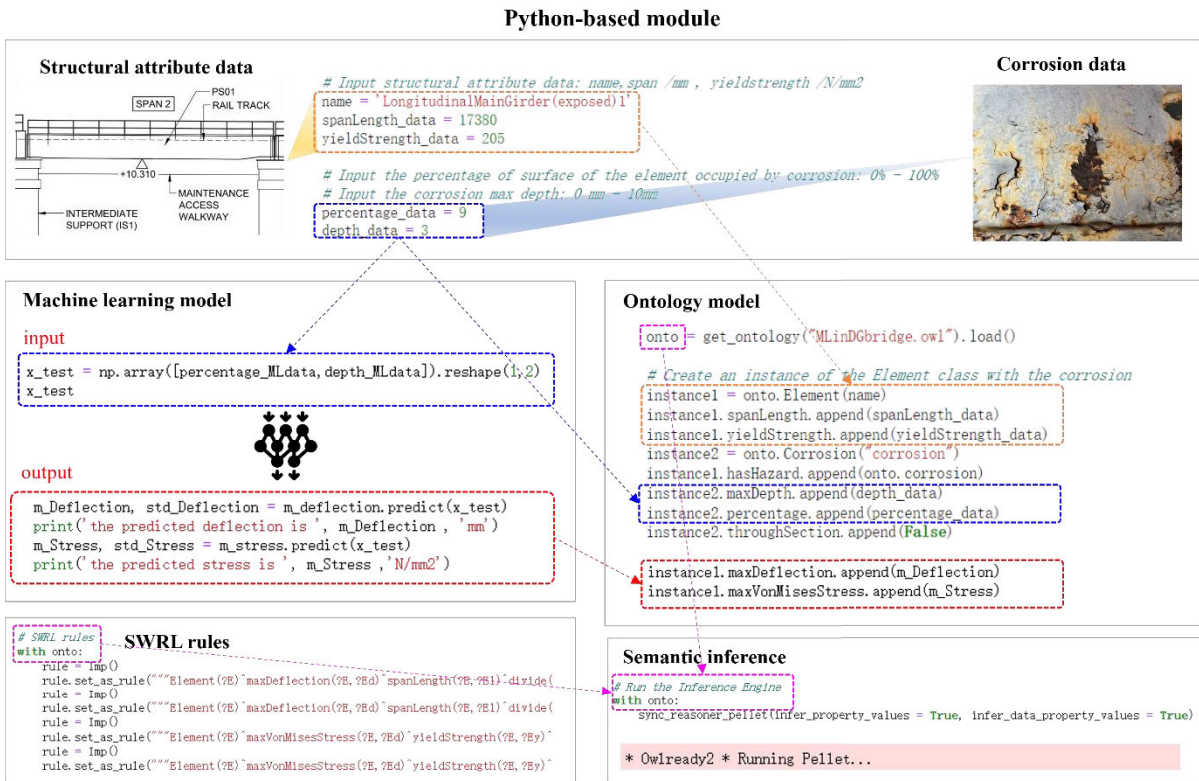 Python-based module
Structural attribute data
SPAN 2
PS01
RAIL TRACK
+10.310
MAINTENANCE
ACCESS
WALKWAY
INTERMEDIATE
SUPPORT (IS1)
# Input structural attribute data: name,span /mm , yieldstrength /N/mm2
name = 'LongitudinalMainGirder(exposed)1'
spanLength_data = 17380
yieldStrength_data = 205
# Input the percentage of surface of the element occupied by corrosion: 0% - 100%
# Input the corrosion max depth: 0 mm - 10mm
percentage_data = 9
depth_data = 3
Corrosion data
Machine learning model
input
x_test = np.array([percentage_MLdata,depth_MLdata]).reshape(1,2)
x_test
output
m_Deflection, std_Deflection = m_deflection.predict(x_test)
print('the predicted deflection is ', m_Deflection , 'mm')
m_Stress, std_Stress = m_stress.predict(x_test)
print('the predicted stress is ', m_Stress ,'N/mm2')
Ontology model
onto = get_ontology("MLinDGbridge.owl").load()
# Create an instance of the Element class with the corrosion
instance1 = onto.Element(name)
instance1.spanLength.append(spanLength_data)
instance1.yieldStrength.append(yieldStrength_data)
instance2 = onto.Corrosion("corrosion")
instance1.hasHazard.append(onto.corrosion)
instance2.maxDepth.append(depth_data)
instance2.percentage.append(percentage_data)
instance2.throughSection.append(False)
instance1.maxDeflection.append(m_Deflection)
instance1.maxVonMisesStress.append(m_Stress)
SWRL rules
# SWRL rules
with onto:
rule = Imp()
rule.set_as_rule("""Element(?E)^maxDeflection(?E,?Ed)^spanLength(?E,?El)^divide(
rule = Imp()
rule.set_as_rule("""Element(?E)^maxDeflection(?E,?Ed)^spanLength(?E,?El)^divide(
rule = Imp()
rule.set_as_rule("""Element(?E)^maxVonMisesStress(?E,?Ed)^yieldStrength(?E,?Ey)^
rule = Imp()
rule.set_as_rule("""Element(?E)^maxVonMisesStress(?E,?Ed)^yieldStrength(?E,?Ey)^
Semantic inference
# Run the Inference Engine
with onto:
sync_reasoner_pellet(infer_property_values = True, infer_data_property_values = True)
* Owlready2 * Running Pellet...